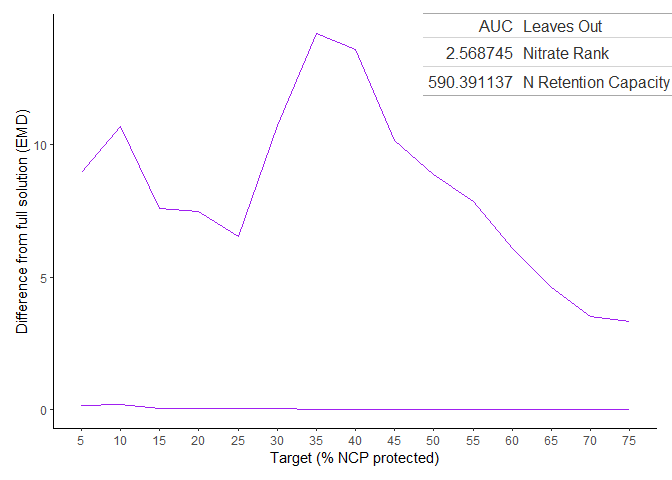 AUC Leaves Out
2.568745 Nitrate Rank
590.391137 N Retention Capacity
Difference from full solution (EMD)
10
5
0
5 10 15 20 25 30 35 40 45 50 55 60 65 70 75
Target (% NCP protected)